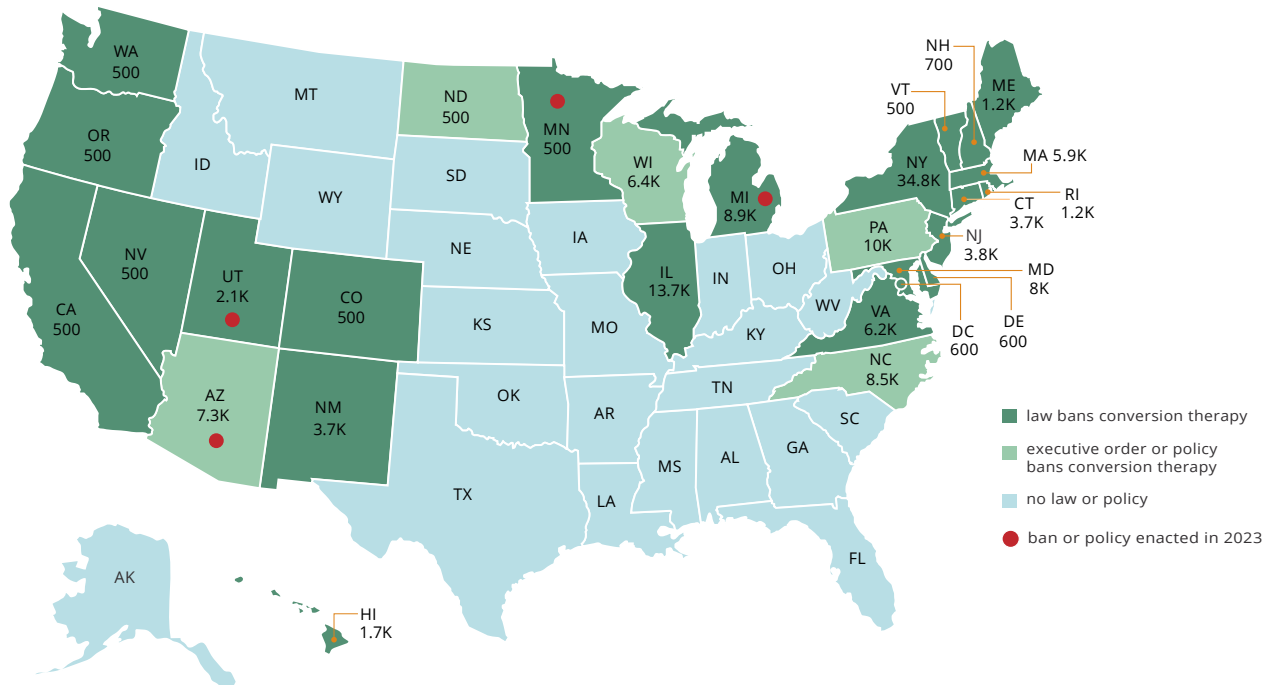 WA
500
OR
500
CA
500
NV
500
ID
MT
WY
UT
2.1K
CO
500
AZ
7.3K
NM
3.7K
ND
500
SD
NE
KS
OK
TX
MN
500
IA
MO
AR
LA
WI
6.4K
IL
13.7K
MI
8.9K
IN
OH
KY
TN
MS
AL
GA
FL
SC
NC
8.5K
VA
6.2K
WV
PA
10K
NY
34.8K
VT
500
NH
700
ME
1.2K
MA 5.9K
RI
1.2K
CT
3.7K
NJ
3.8K
MD
8K
DE
600
DC
600
AK
HI
1.7K
law bans conversion therapy
executive order or policy
bans conversion therapy
no law or policy
ban or policy enacted in 2023